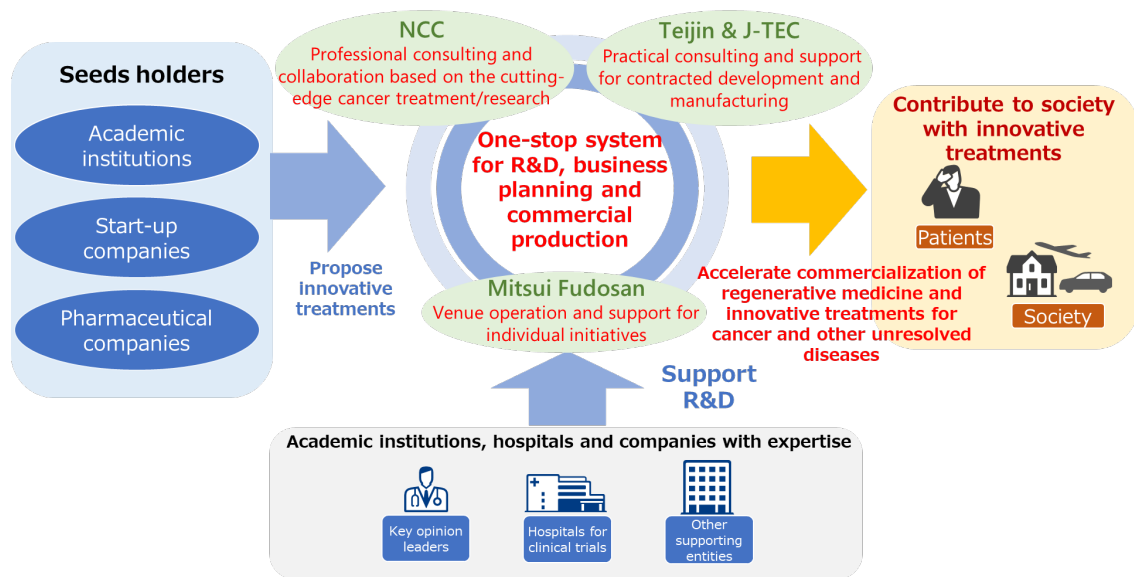 Seeds holders
Academic
institutions
Start-up
companies
Pharmaceutical
companies
Propose
innovative
treatments
NCC
Professional consulting and
collaboration based on the cutting-
edge cancer treatment/research
Teijin & J-TEC
Practical consulting and support
for contracted development and
manufacturing
One-stop system
for R&D, business
planning and
commercial
production
Mitsui Fudosan
Venue operation and support for
individual initiatives
Accelerate commercialization of
regenerative medicine and
innovative treatments for
cancer and other unresolved
diseases
Contribute to society
with innovative
treatments
Patients
Society
Support
R&D
Academic institutions, hospitals and companies with expertise
Key opinion
leaders
Hospitals for
clinical trials
Other
supporting
entities